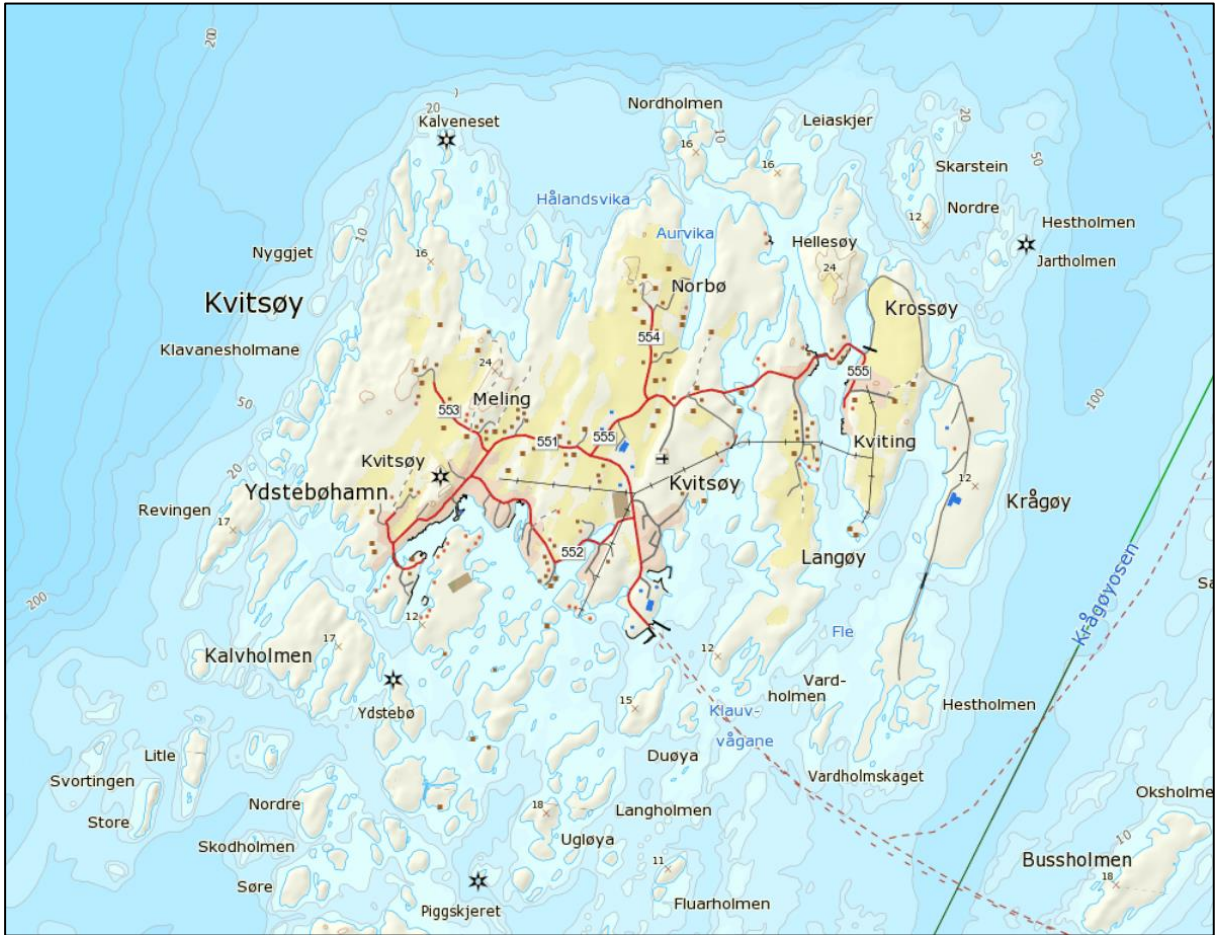 200
200
20
)
Kalveneset
Nordholmen
10
16
Leiaskjer
16
20
50
Skarstein
Nordre
12
Hålandsvika
Hestholmen
Jartholmen
Aurvika
Hellesøy
24
Nyggjet
10
16
Kvitsøy
Norbø
Krossøy
554
Klavanesholmane
24
555
50
553
Meling
100
551
555
Kviting
Kvitsøy
20
Ydstebøhamn
Kvitsøy
12
Krågøy
Revingen
17
552
Langøy
200
12
17
Kalvholmen
12
Fle
Krågøyosen
Sa
Vard-
holmen
15
Ydstebø
Klauv-
vågane
Hestholmen
Litle
Duøya
Svortingen
Vardholmskaget
Oksholme
Store
Nordre
18
Langholmen
10
Skodholmen
Ugløya
Bussholmen
11
18
Søre
Piggskjeret
Fluarholmen